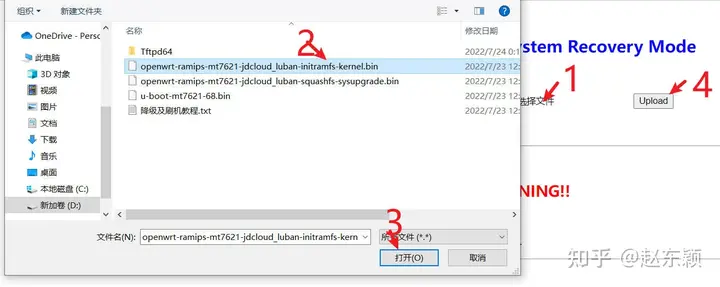 组织 新建文件夹
名称 修改日期
OneDrive - Perso
此电脑
3D 对象
视频
图片
文档
下载
音乐
桌面
本地磁盘 (C:)
新加卷 (D:)
Tftpd64 2022/7/24 0:1
openwrt-ramips-mt7621-jdcloud_luban-initramfs-kernel.bin 2022/7/23 12:
openwrt-ramips-mt7621-jdcloud_luban-squashfs-sysupgrade.bin 2022/7/23 12:
u-boot-mt7621-68.bin 2022/7/23 12:
降级及刷机教程.txt 2022/7/23 12:
2
文件名(N): openwrt-ramips-mt7621-jdcloud_luban-initramfs-kern 所有文件 (*.*)
3
打开(O) 取消
ystem Recovery Mode
选择文件 1 Upload 4
NING!!
知乎 @赵东颖